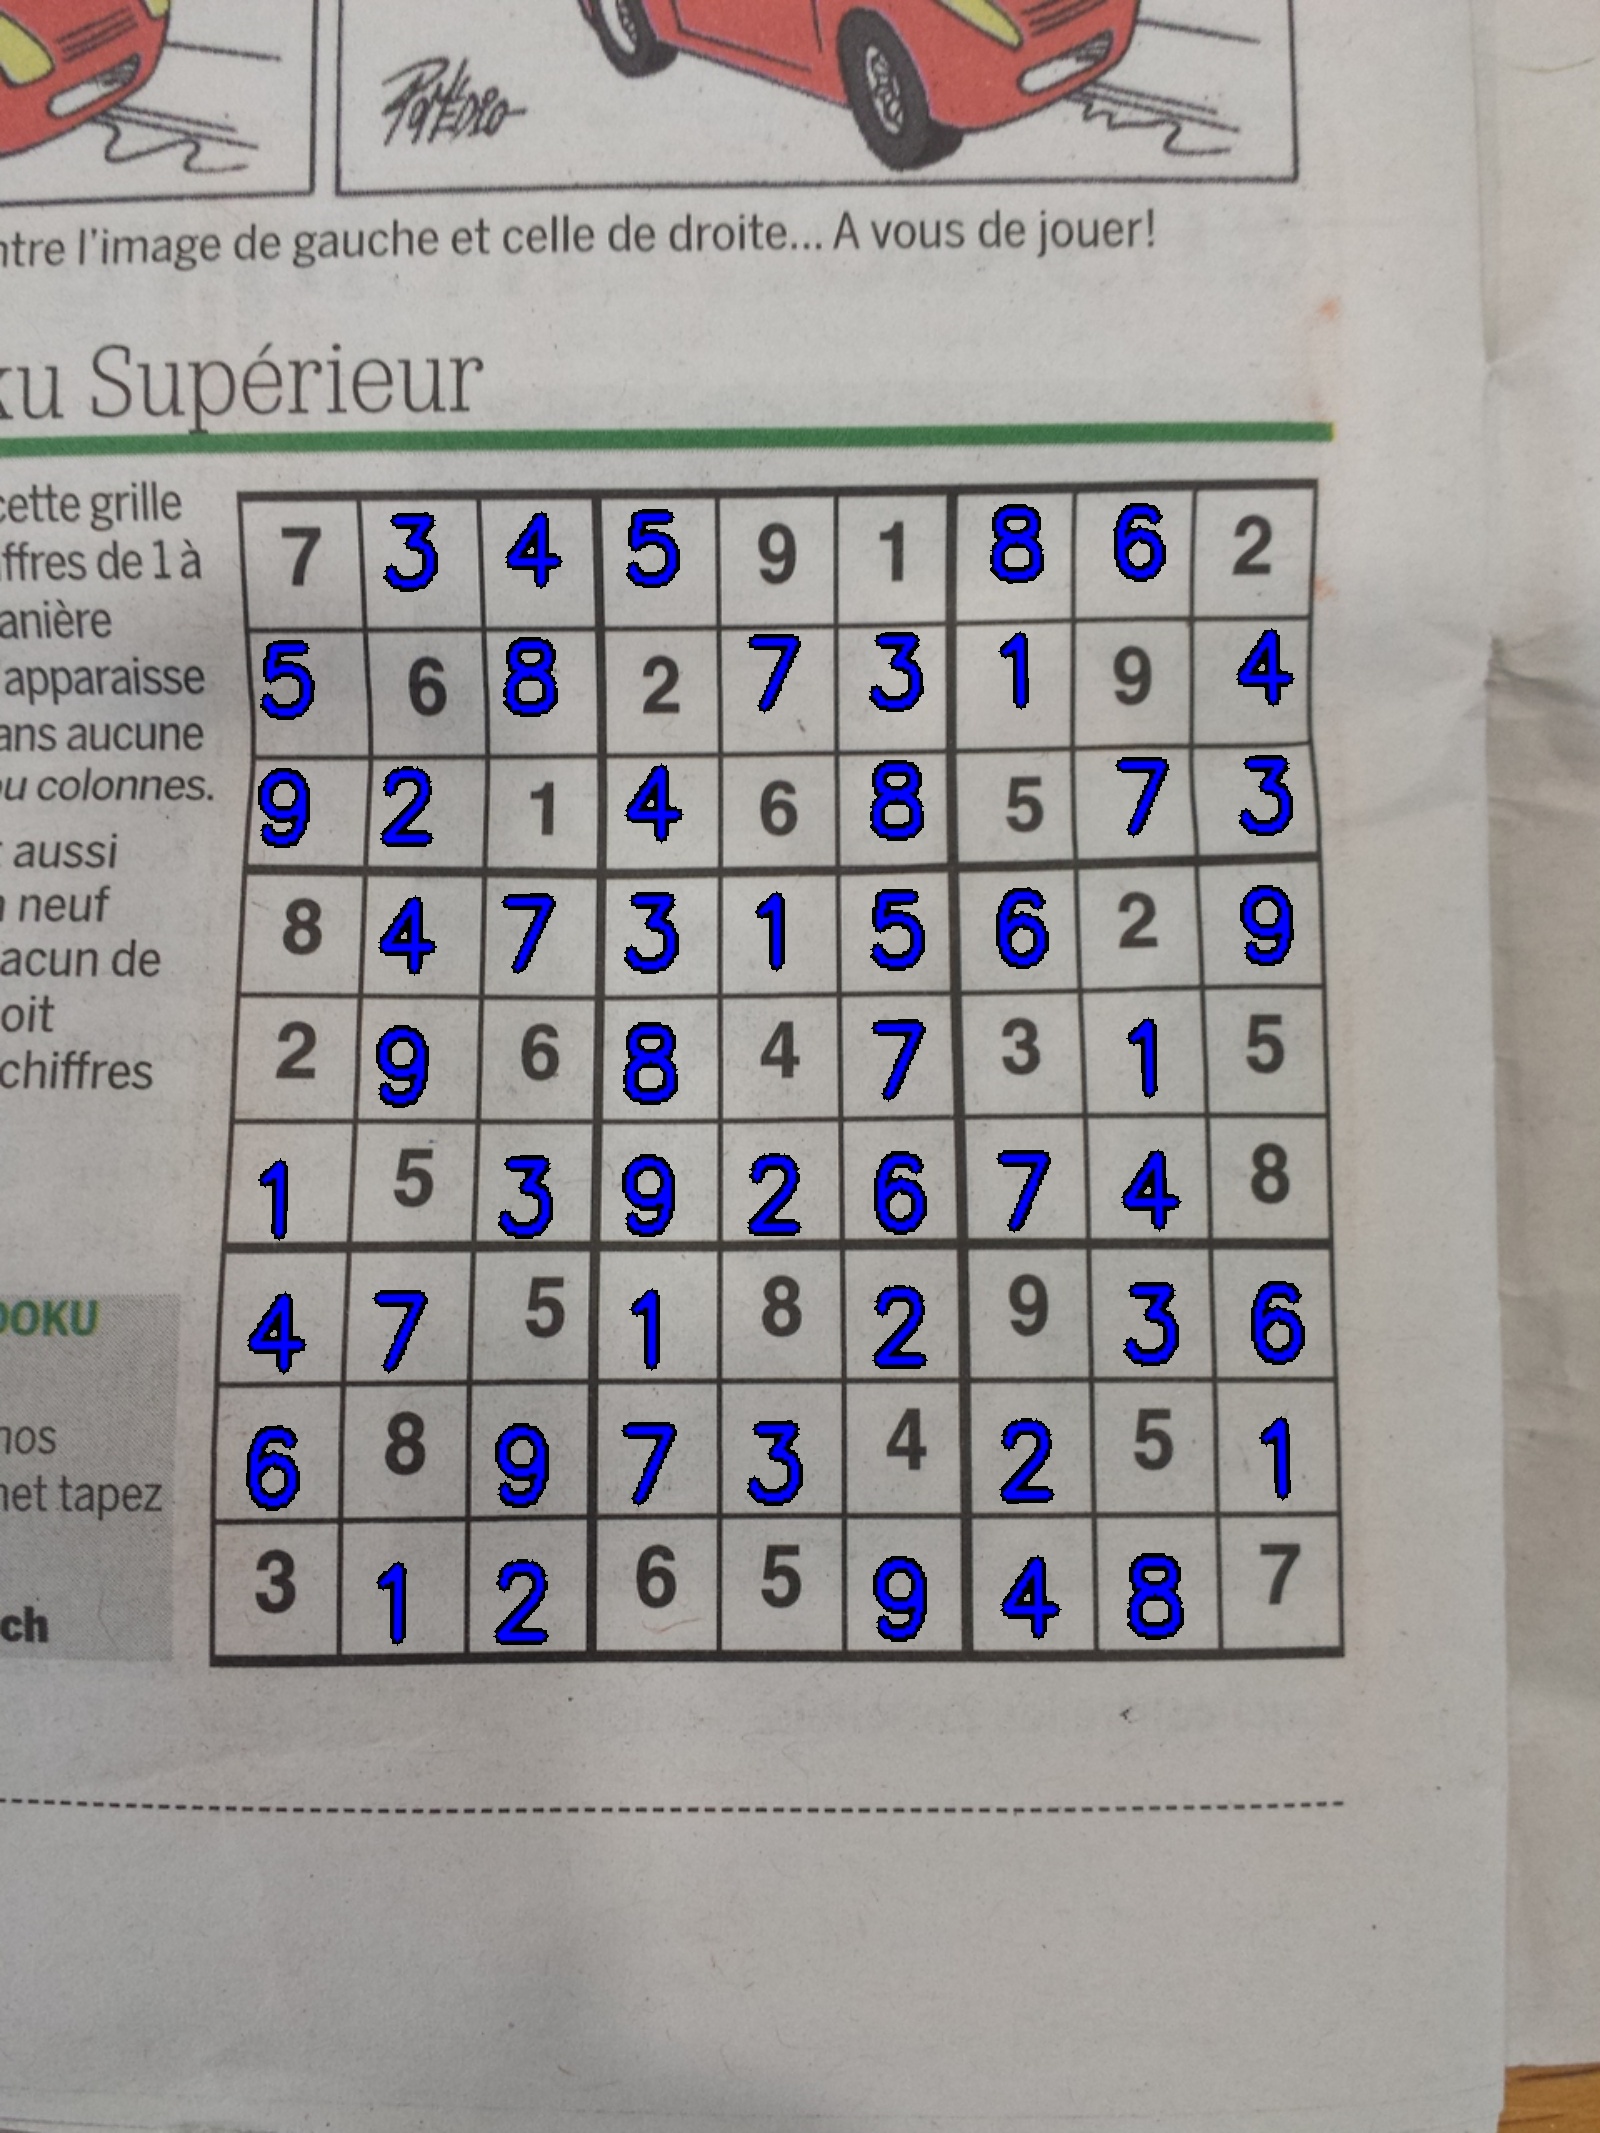 ntre l'image de gauche et celle de droite... A vous de jouer!
ku Supérieur
cette grille
ffres de 1 à
anière
apparaisse
ans aucune
ou colonnes.
aussi
neuf
acun de
oit
chiffres
DOKU
nos
net tapez
ch
7 3 4 5 9 1 8 6 2
5 6 8 2 7 3 1 9 4
9 2 1 4 6 8 5 7 3
8 4 7 3 1 5 6 2 9
2 9 6 8 4 7 3 1 5
1 5 3 9 2 6 7 4 8
4 7 5 1 8 2 9 3 6
6 8 9 7 3 4 2 5 1
3 1 2 6 5 9 4 8 7